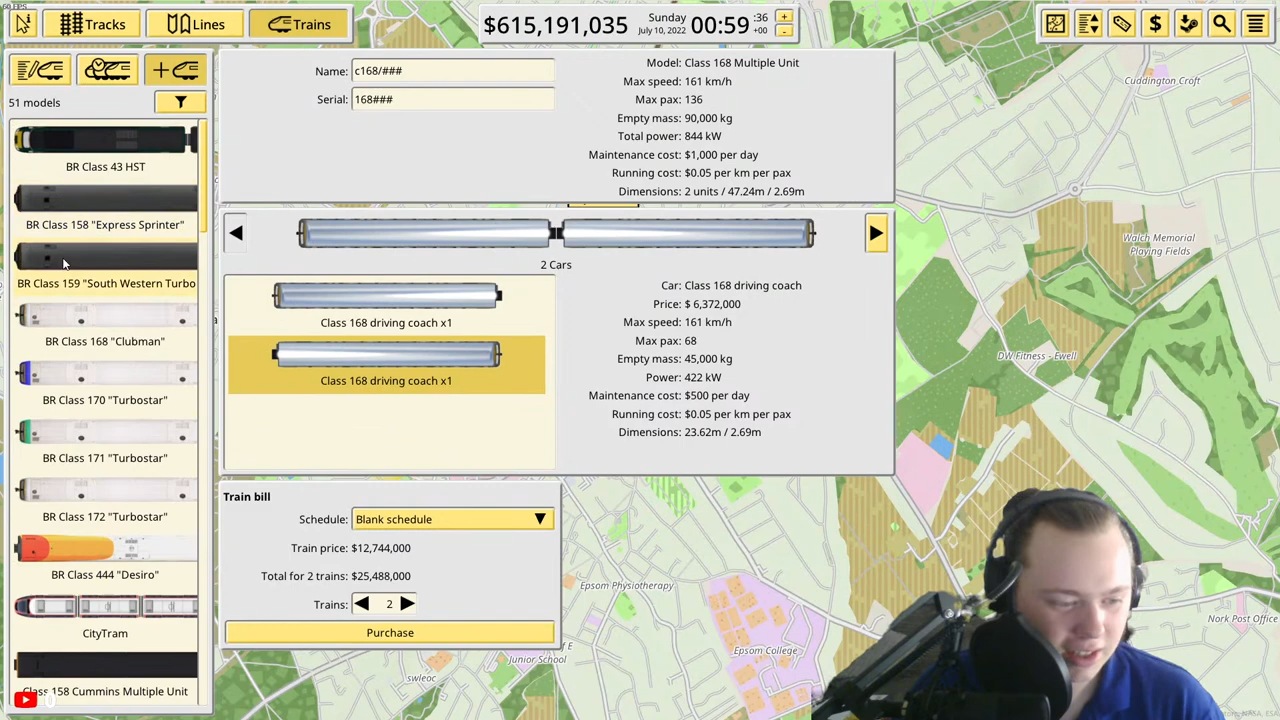 60 FPS
Tracks
Lines
Trains
$615,191,035
Sunday
July 10, 2022
00:59
:36
+00
+
-
$
51 models
BR Class 43 HST
BR Class 158 "Express Sprinter"
BR Class 159 "South Western Turbo
BR Class 168 "Clubman"
BR Class 170 "Turbostar"
BR Class 171 "Turbostar"
BR Class 172 "Turbostar"
BR Class 444 "Desiro"
CityTram
Class 158 Cummins Multiple Unit
0
Name: c168/###
Serial: 168###
Model: Class 168 Multiple Unit
Max speed: 161 km/h
Max pax: 136
Empty mass: 90,000 kg
Total power: 844 kW
Maintenance cost: $1,000 per day
Running cost: $0.05 per km per pax
Dimensions: 2 units / 47.24m / 2.69m
2 Cars
Class 168 driving coach x1
Class 168 driving coach x1
Car: Class 168 driving coach
Price: $ 6,372,000
Max speed: 161 km/h
Max pax: 68
Empty mass: 45,000 kg
Power: 422 kW
Maintenance cost: $500 per day
Running cost: $0.05 per km per pax
Dimensions: 23.62m / 2.69m
Train bill
Schedule: Blank schedule
Train price: $12,744,000
Total for 2 trains: $25,488,000
Trains: 2
Purchase
Cuddington Croft
Walch Memorial
Playing Fields
DW Fitness - Ewell
Epsom Physiotherapy
Epsom College
Junior School
swleoc
Nork Post Office